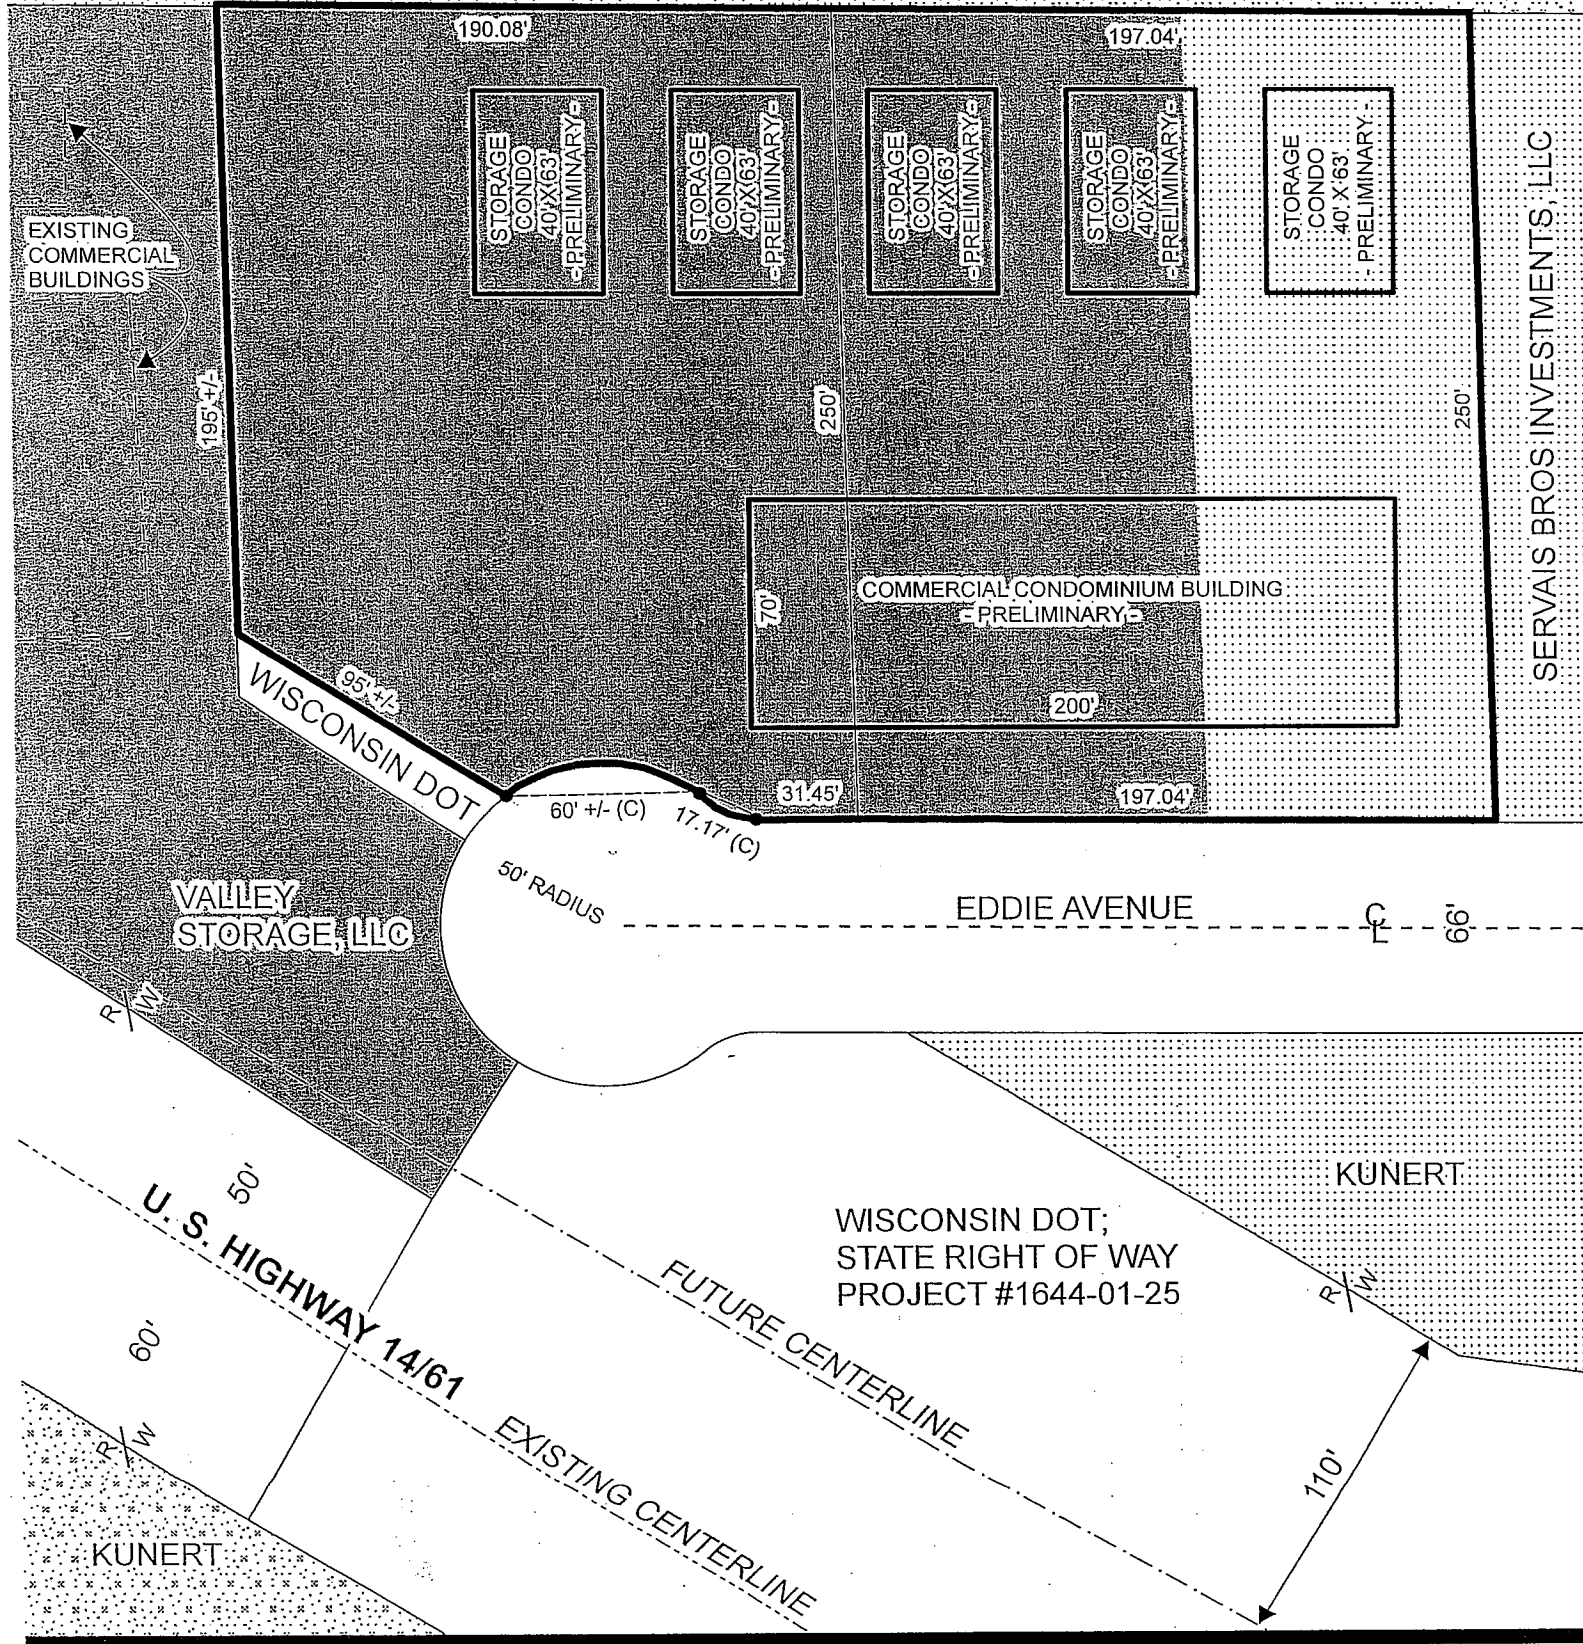 190.08'
197.04'
STORAGE
CONDO
40' X 63'
- PRELIMINARY -
STORAGE
CONDO
40' X 63'
- PRELIMINARY -
STORAGE
CONDO
40' X 63'
- PRELIMINARY -
STORAGE
CONDO
40' X 63'
- PRELIMINARY -
STORAGE
CONDO
40' X 63'
- PRELIMINARY -
EXISTING
COMMERCIAL
BUILDINGS
SERVAIS BROS INVESTMENTS, LLC
195' +/-
250'
250'
COMMERCIAL CONDOMINIUM BUILDING
- PRELIMINARY -
70'
200'
95' +/-
WISCONSIN DOT
60' +/- (C)
17.17' (C)
31.45'
197.04'
50' RADIUS
VALLEY
STORAGE, LLC
EDDIE AVENUE
CL
66'
R/W
50'
U. S. HIGHWAY 14/61
60'
R/W
KUNERT
EXISTING CENTERLINE
FUTURE CENTERLINE
WISCONSIN DOT;
STATE RIGHT OF WAY
PROJECT #1644-01-25
KUNERT
R/W
110'